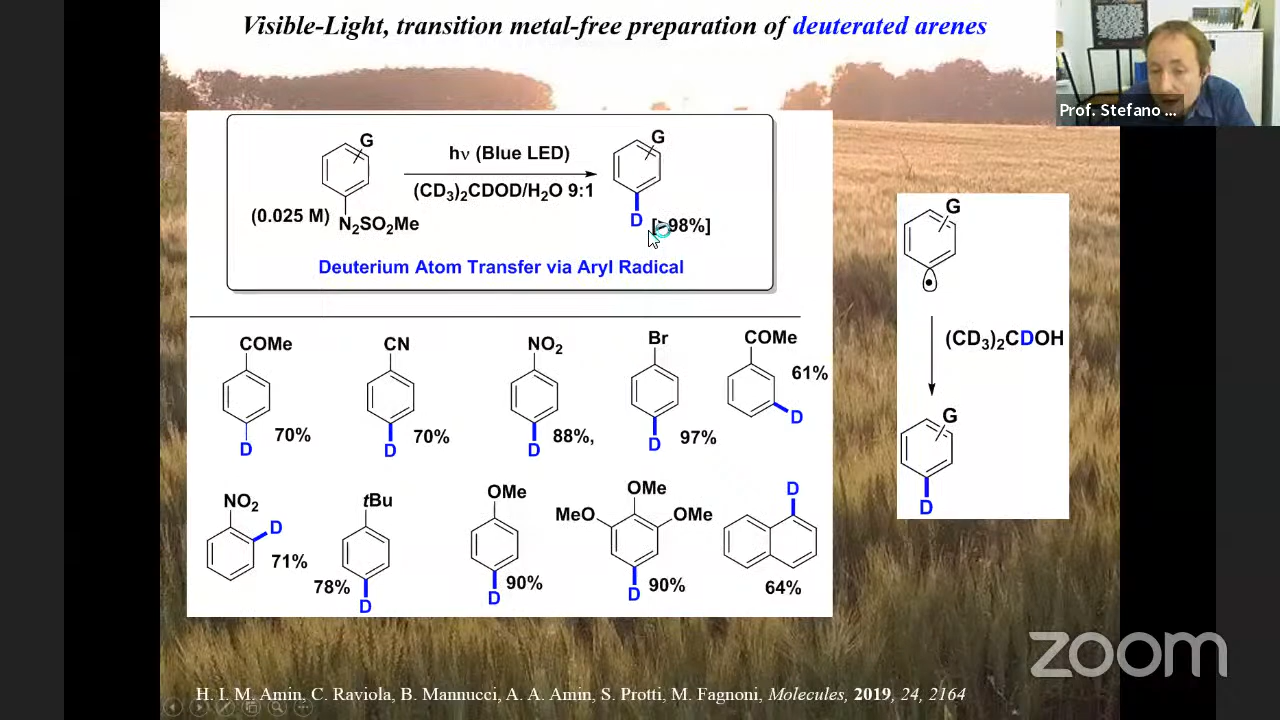 Visible-Light, transition metal-free preparation of deuterated arenes
Prof. Stefano ...
G
hν (Blue LED)
(CD3)2CDOD/H2O 9:1
(0.025 M)
N2SO2Me
G
D
98%]
Deuterium Atom Transfer via Aryl Radical
COMe
D
70%
CN
D
70%
NO2
D
88%,
Br
D
97%
COMe
D
61%
NO2
D
71%
tBu
D
78%
OMe
D
90%
OMe
MeO
OMe
D
90%
D
64%
G
(CD3)2CDOH
G
D
zoom
H. I. M. Amin, C. Raviola, B. Mannucci, A. A. Amin, S. Protti, M. Fagnoni, Molecules, 2019, 24, 2164